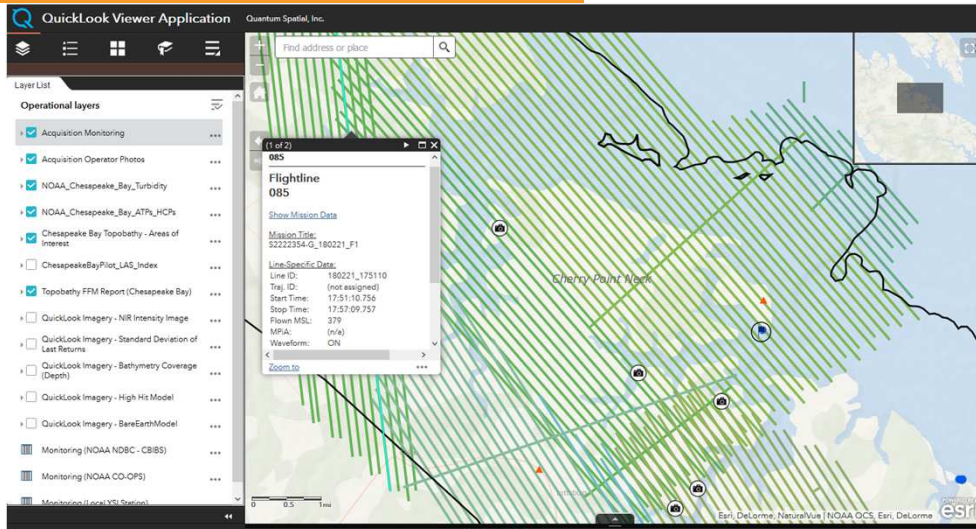 QuickLook Viewer Application Quantum Spatial, Inc.
Find address or place
Layer List
Operational layers
Acquisition Monitoring
Acquisition Operator Photos
NOAA_Chesapeake_Bay_Turbidity
NOAA_Chesapeake_Bay_ATPs_HCPs
Chesapeake Bay Topobathy - Areas of
Interest
ChesapeakeBayPilot_LAS_Index
Topobathy FFM Report (Chesapeake Bay)
QuickLook Imagery - NIR Intensity Image
QuickLook Imagery - Standard Deviation of
Last Returns
QuickLook Imagery - Bathymetry Coverage
(Depth)
QuickLook Imagery - High Hit Model
QuickLook Imagery - BareEarthModel
Monitoring (NOAA NDBC - CBIBS)
Monitoring (NOAA CO-OPS)
Monitoring (Local YSI Station)
(1 of 2)
085
Flightline
085
Show Mission Data
Mission Title:
S2222354-G_180221_F1
Line-Specific Data:
Line ID: 180221_175110
Traj. ID: (not assigned)
Start Time: 17:51:10.756
Stop Time: 17:57:09.757
Flown MSL: 379
MPiA: (n/a)
Waveform: ON
Zoom to
Cherry Point Neck
0 0.5 1mi
Esri, DeLorme, NaturalVue | NOAA OCS, Esri, DeLorme
esri